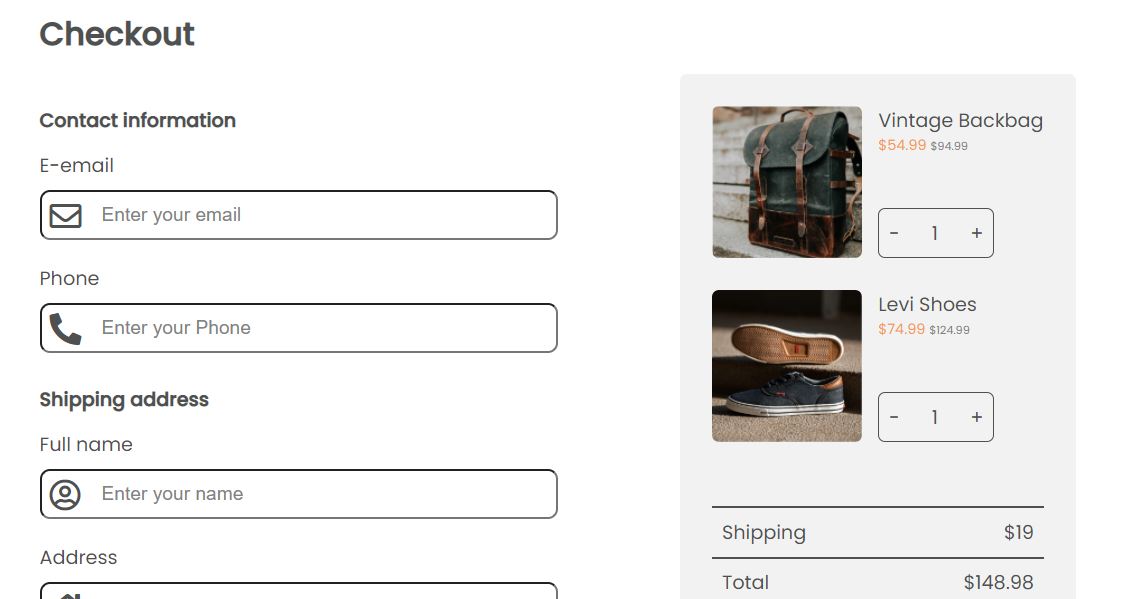 Checkout
Contact information
E-email
Enter your email
Phone
Enter your Phone
Shipping address
Full name
Enter your name
Address
Vintage Backbag
$54.99 $94.99
- 1 +
Levi Shoes
$74.99 $124.99
- 1 +
Shipping $19
Total $148.98